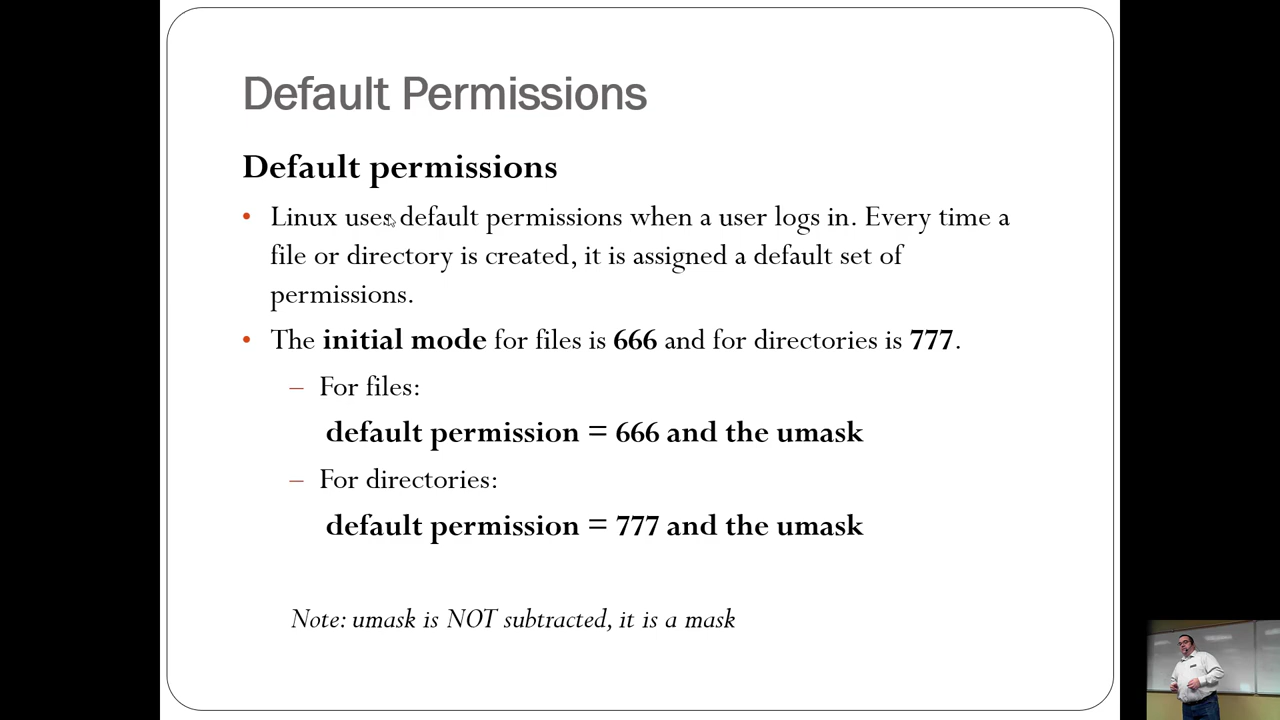 Default Permissions
Default permissions
• Linux uses default permissions when a user logs in. Every time a
file or directory is created, it is assigned a default set of
permissions.
• The initial mode for files is 666 and for directories is 777.
– For files:
default permission = 666 and the umask
– For directories:
default permission = 777 and the umask
Note: umask is NOT subtracted, it is a mask